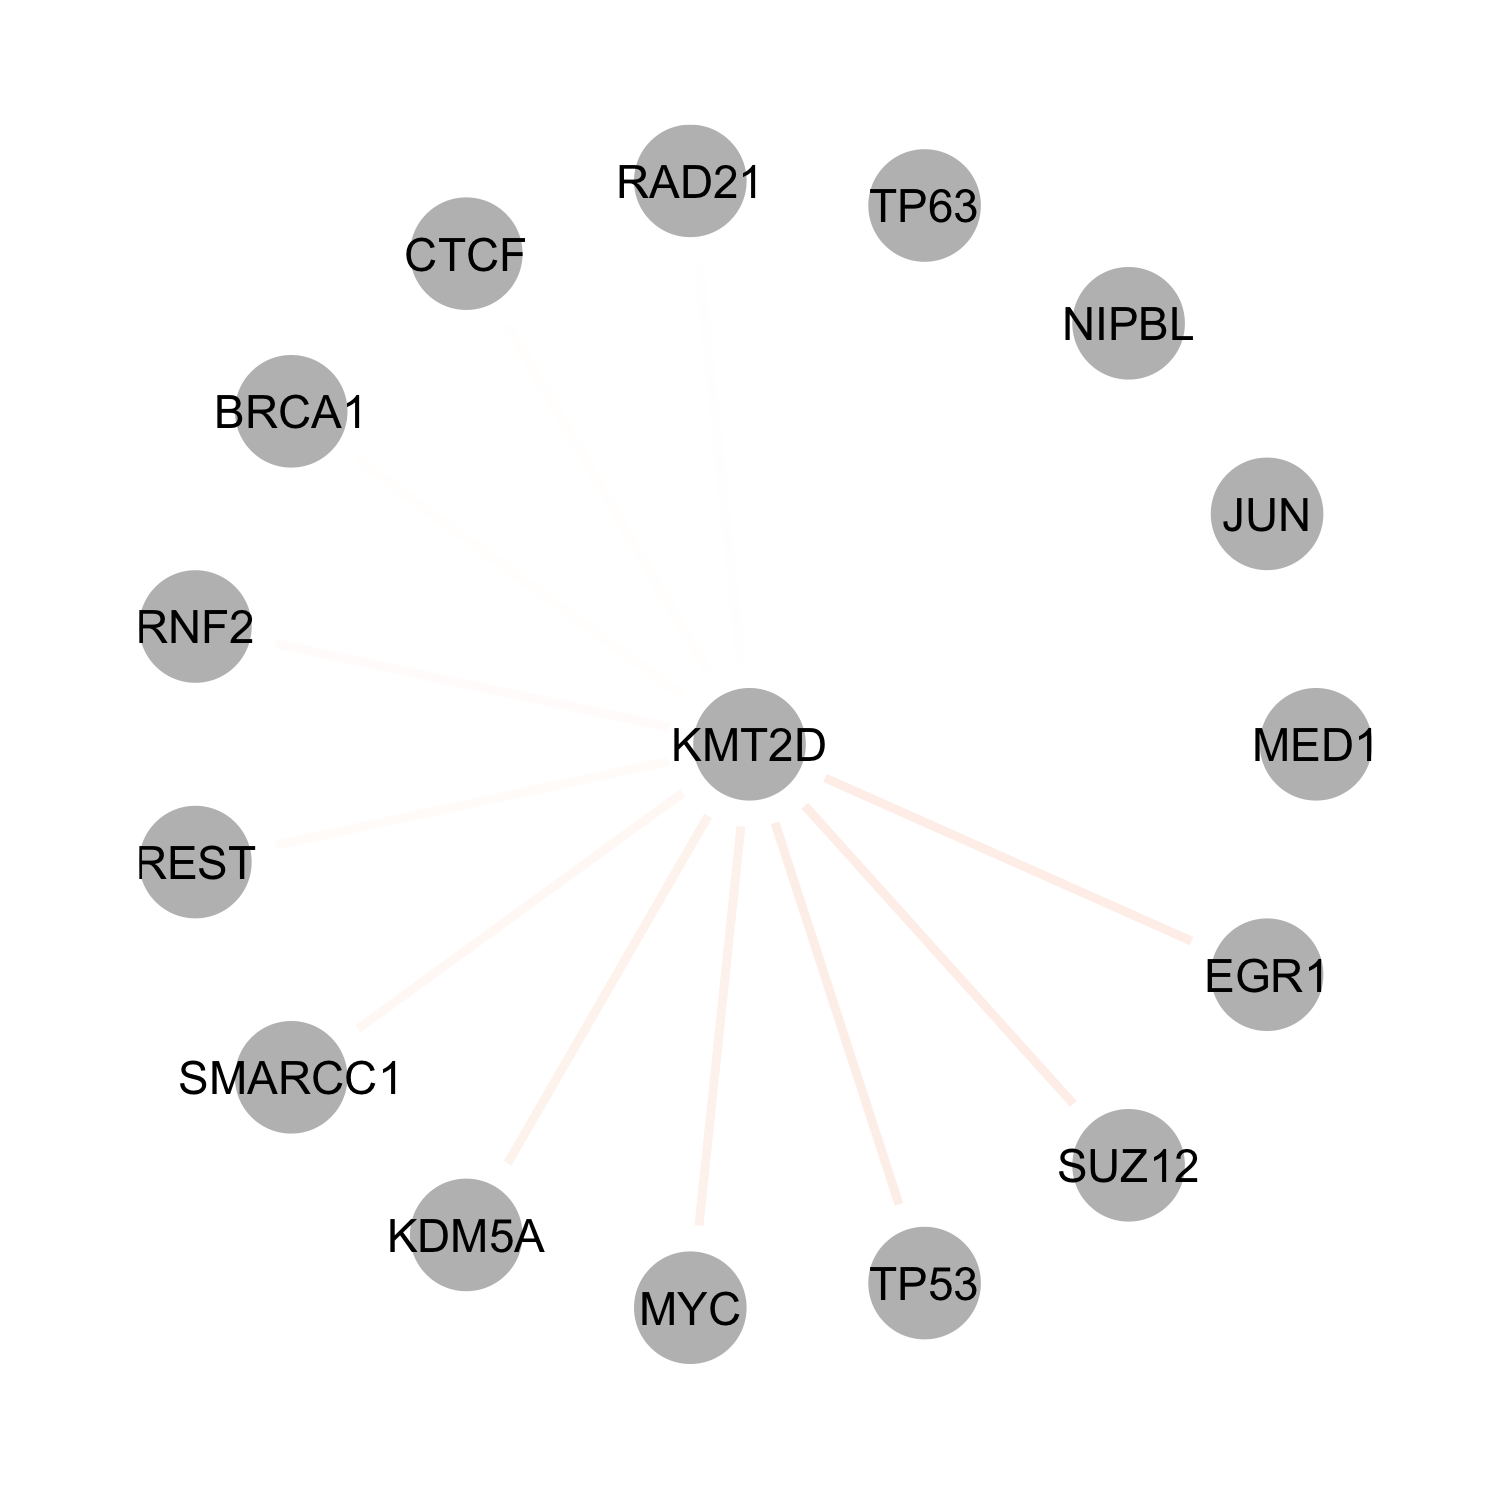 RAD21
TP63
CTCF
NIPBL
BRCA1
JUN
RNF2
KMT2D
MED1
REST
EGR1
SMARCC1
SUZ12
KDM5A
TP53
MYC